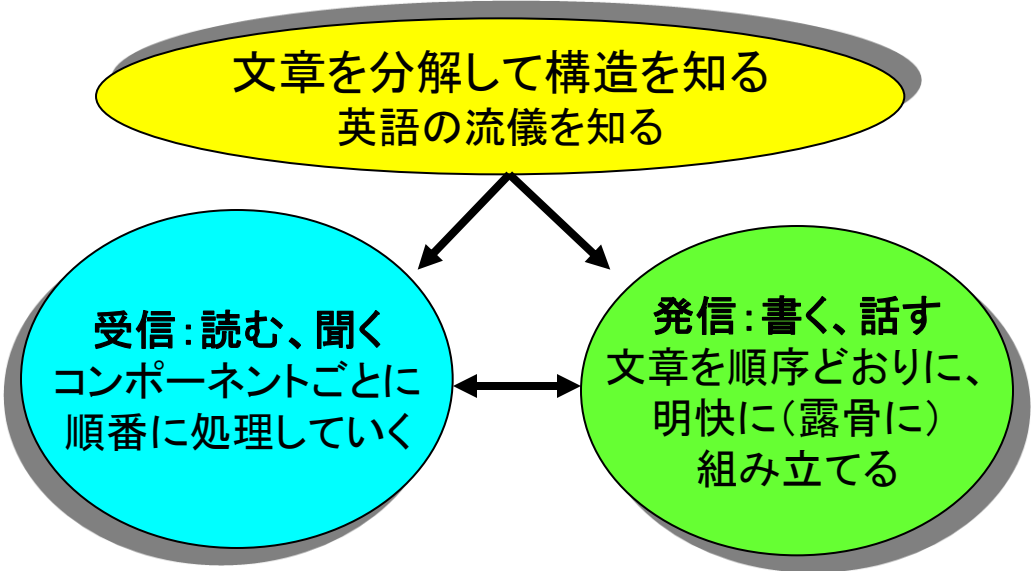 文章を分解して構造を知る
英語の流儀を知る
受信：読む、聞く
コンポーネントごとに
順番に処理していく
発信：書く、話す
文章を順序どおりに、
明快に（露骨に）
組み立てる